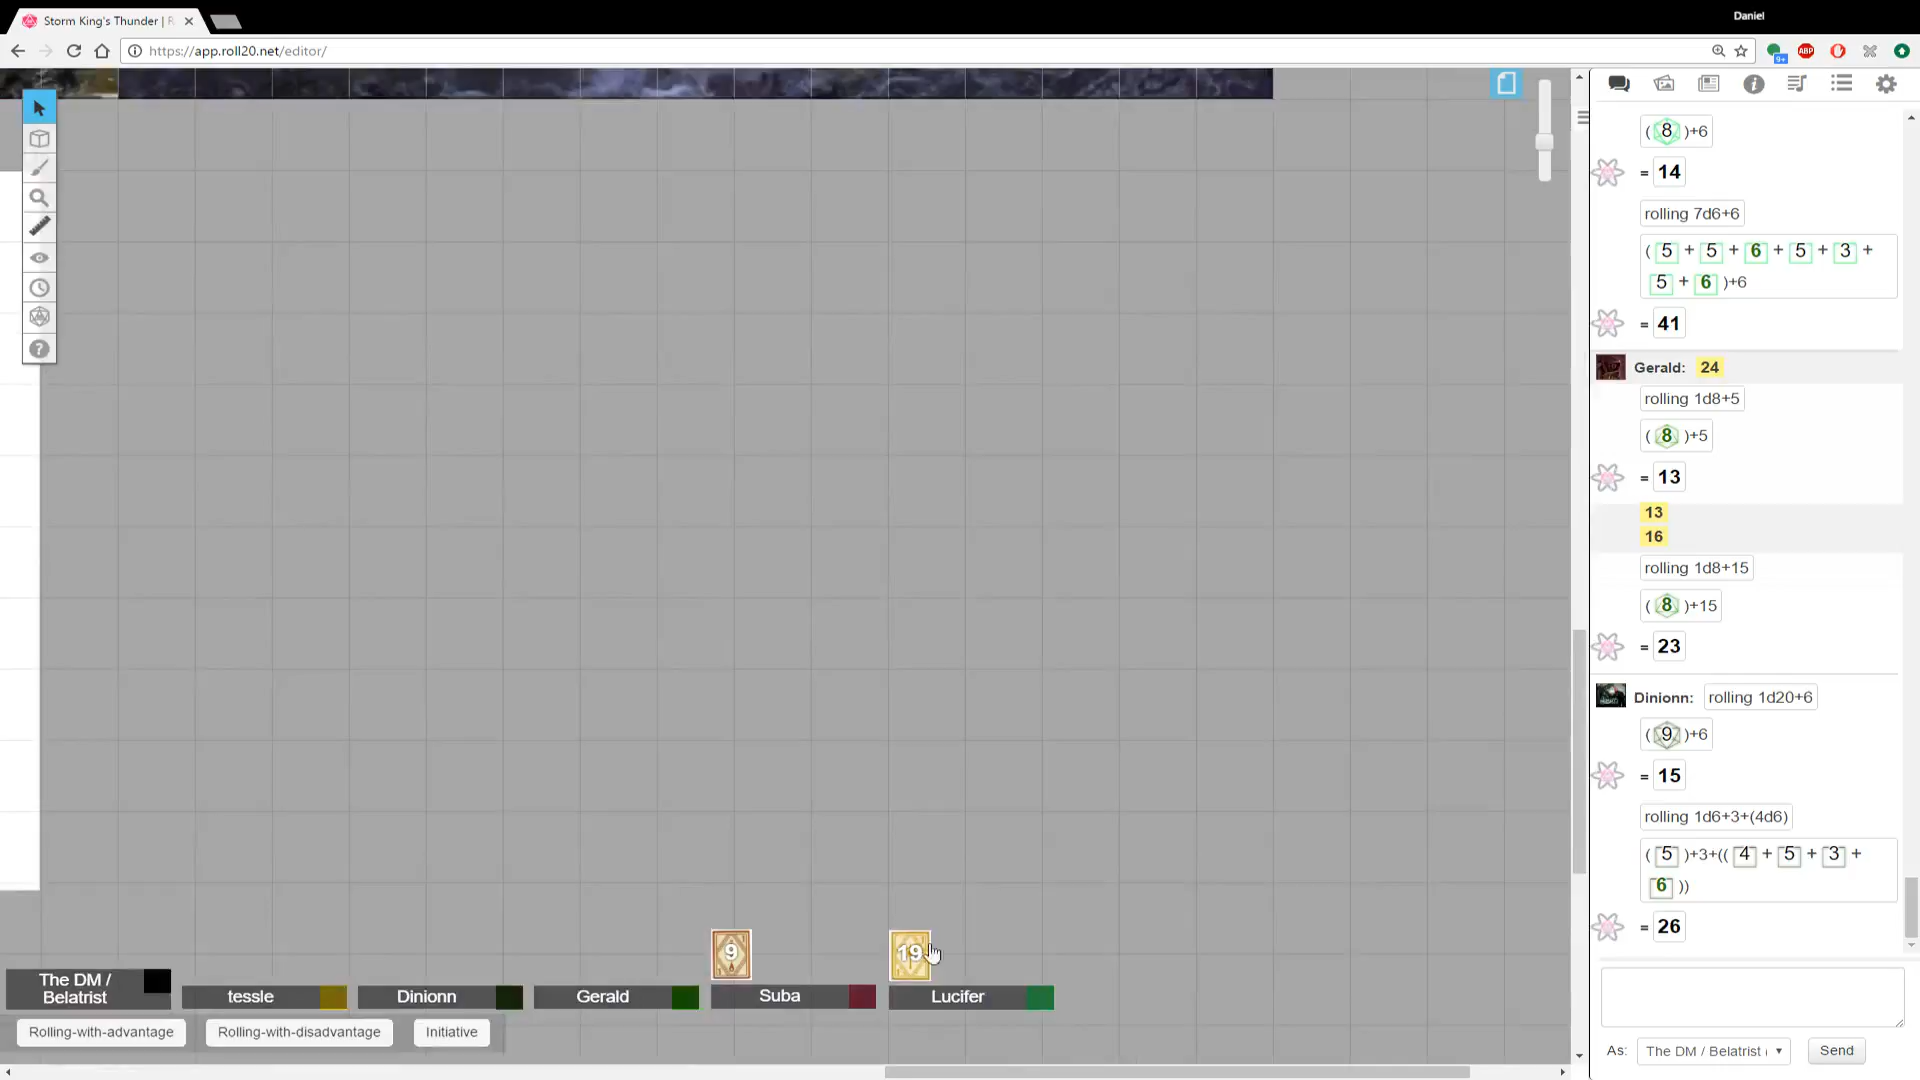 Daniel
Storm King's Thunder | R
https://app.roll20.net/editor/
9+
ABP
( 8 )+6
= 14
rolling 7d6+6
( 5 + 5 + 6 + 5 + 3 +
5 + 6 )+6
= 41
Gerald: 24
rolling 1d8+5
( 8 )+5
= 13
13
16
rolling 1d8+15
( 8 )+15
= 23
Dinionn: rolling 1d20+6
( 9 )+6
= 15
rolling 1d6+3+(4d6)
( 5 )+3+(( 4 + 5 + 3 +
6 ))
= 26
9
19
The DM /
Belatrist
tessle
Dinionn
Gerald
Suba
Lucifer
Rolling-with-advantage
Rolling-with-disadvantage
Initiative
As: The DM / Belatrist (
Send